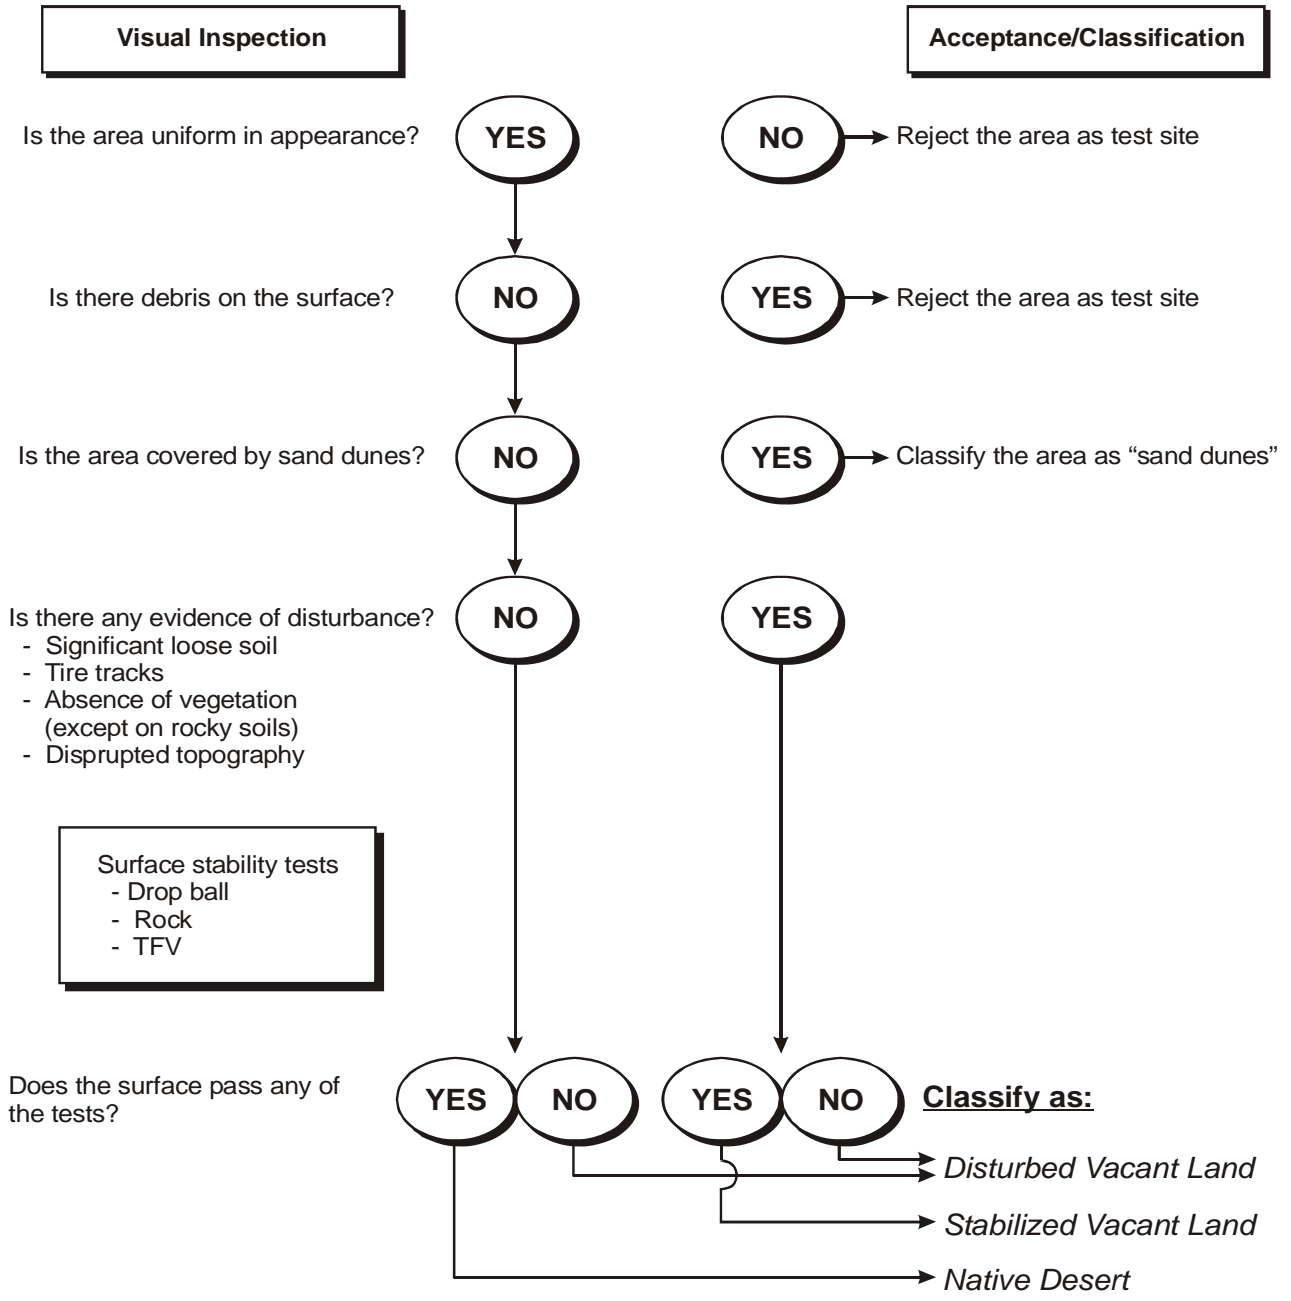 Visual Inspection
Acceptance/Classification
Is the area uniform in appearance?
YES
NO
Reject the area as test site
Is there debris on the surface?
NO
YES
Reject the area as test site
Is the area covered by sand dunes?
NO
YES
Classify the area as “sand dunes”
Is there any evidence of disturbance?
NO
YES
- Significant loose soil
- Tire tracks
- Absence of vegetation
(except on rocky soils)
- Disprupted topography
Surface stability tests
- Drop ball
- Rock
- TFV
Does the surface pass any of
the tests?
YES
NO
YES
NO
Classify as:
Disturbed Vacant Land
Stabilized Vacant Land
Native Desert